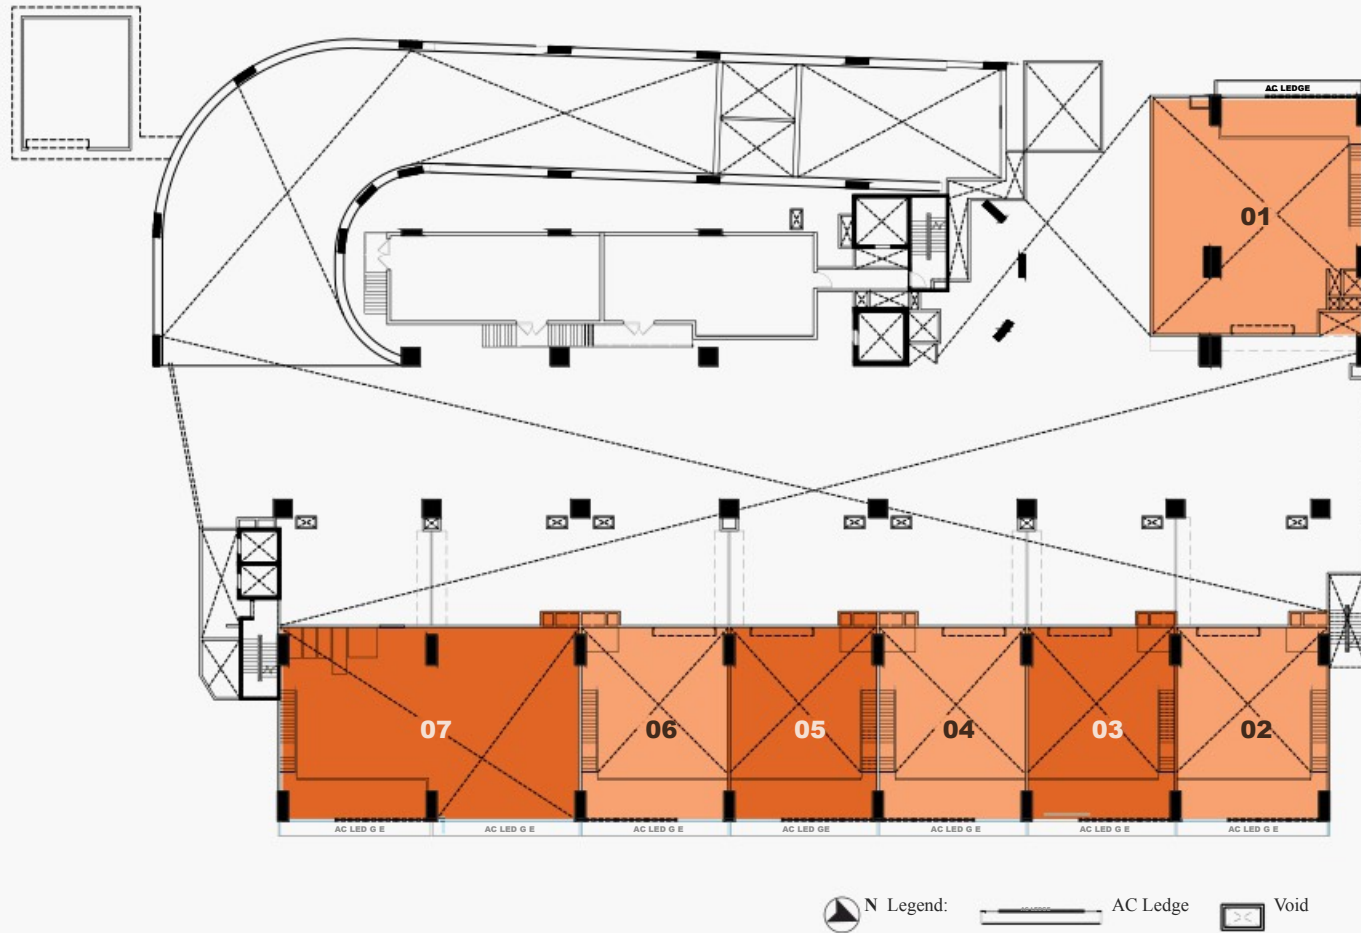 AC LEDGE
01
07
06
05
04
03
02
AC LED G E
AC LED G E
AC LED G E
AC LED GE
AC LED G E
AC LED G E
AC LED G E
N Legend:
AC Ledge
Void